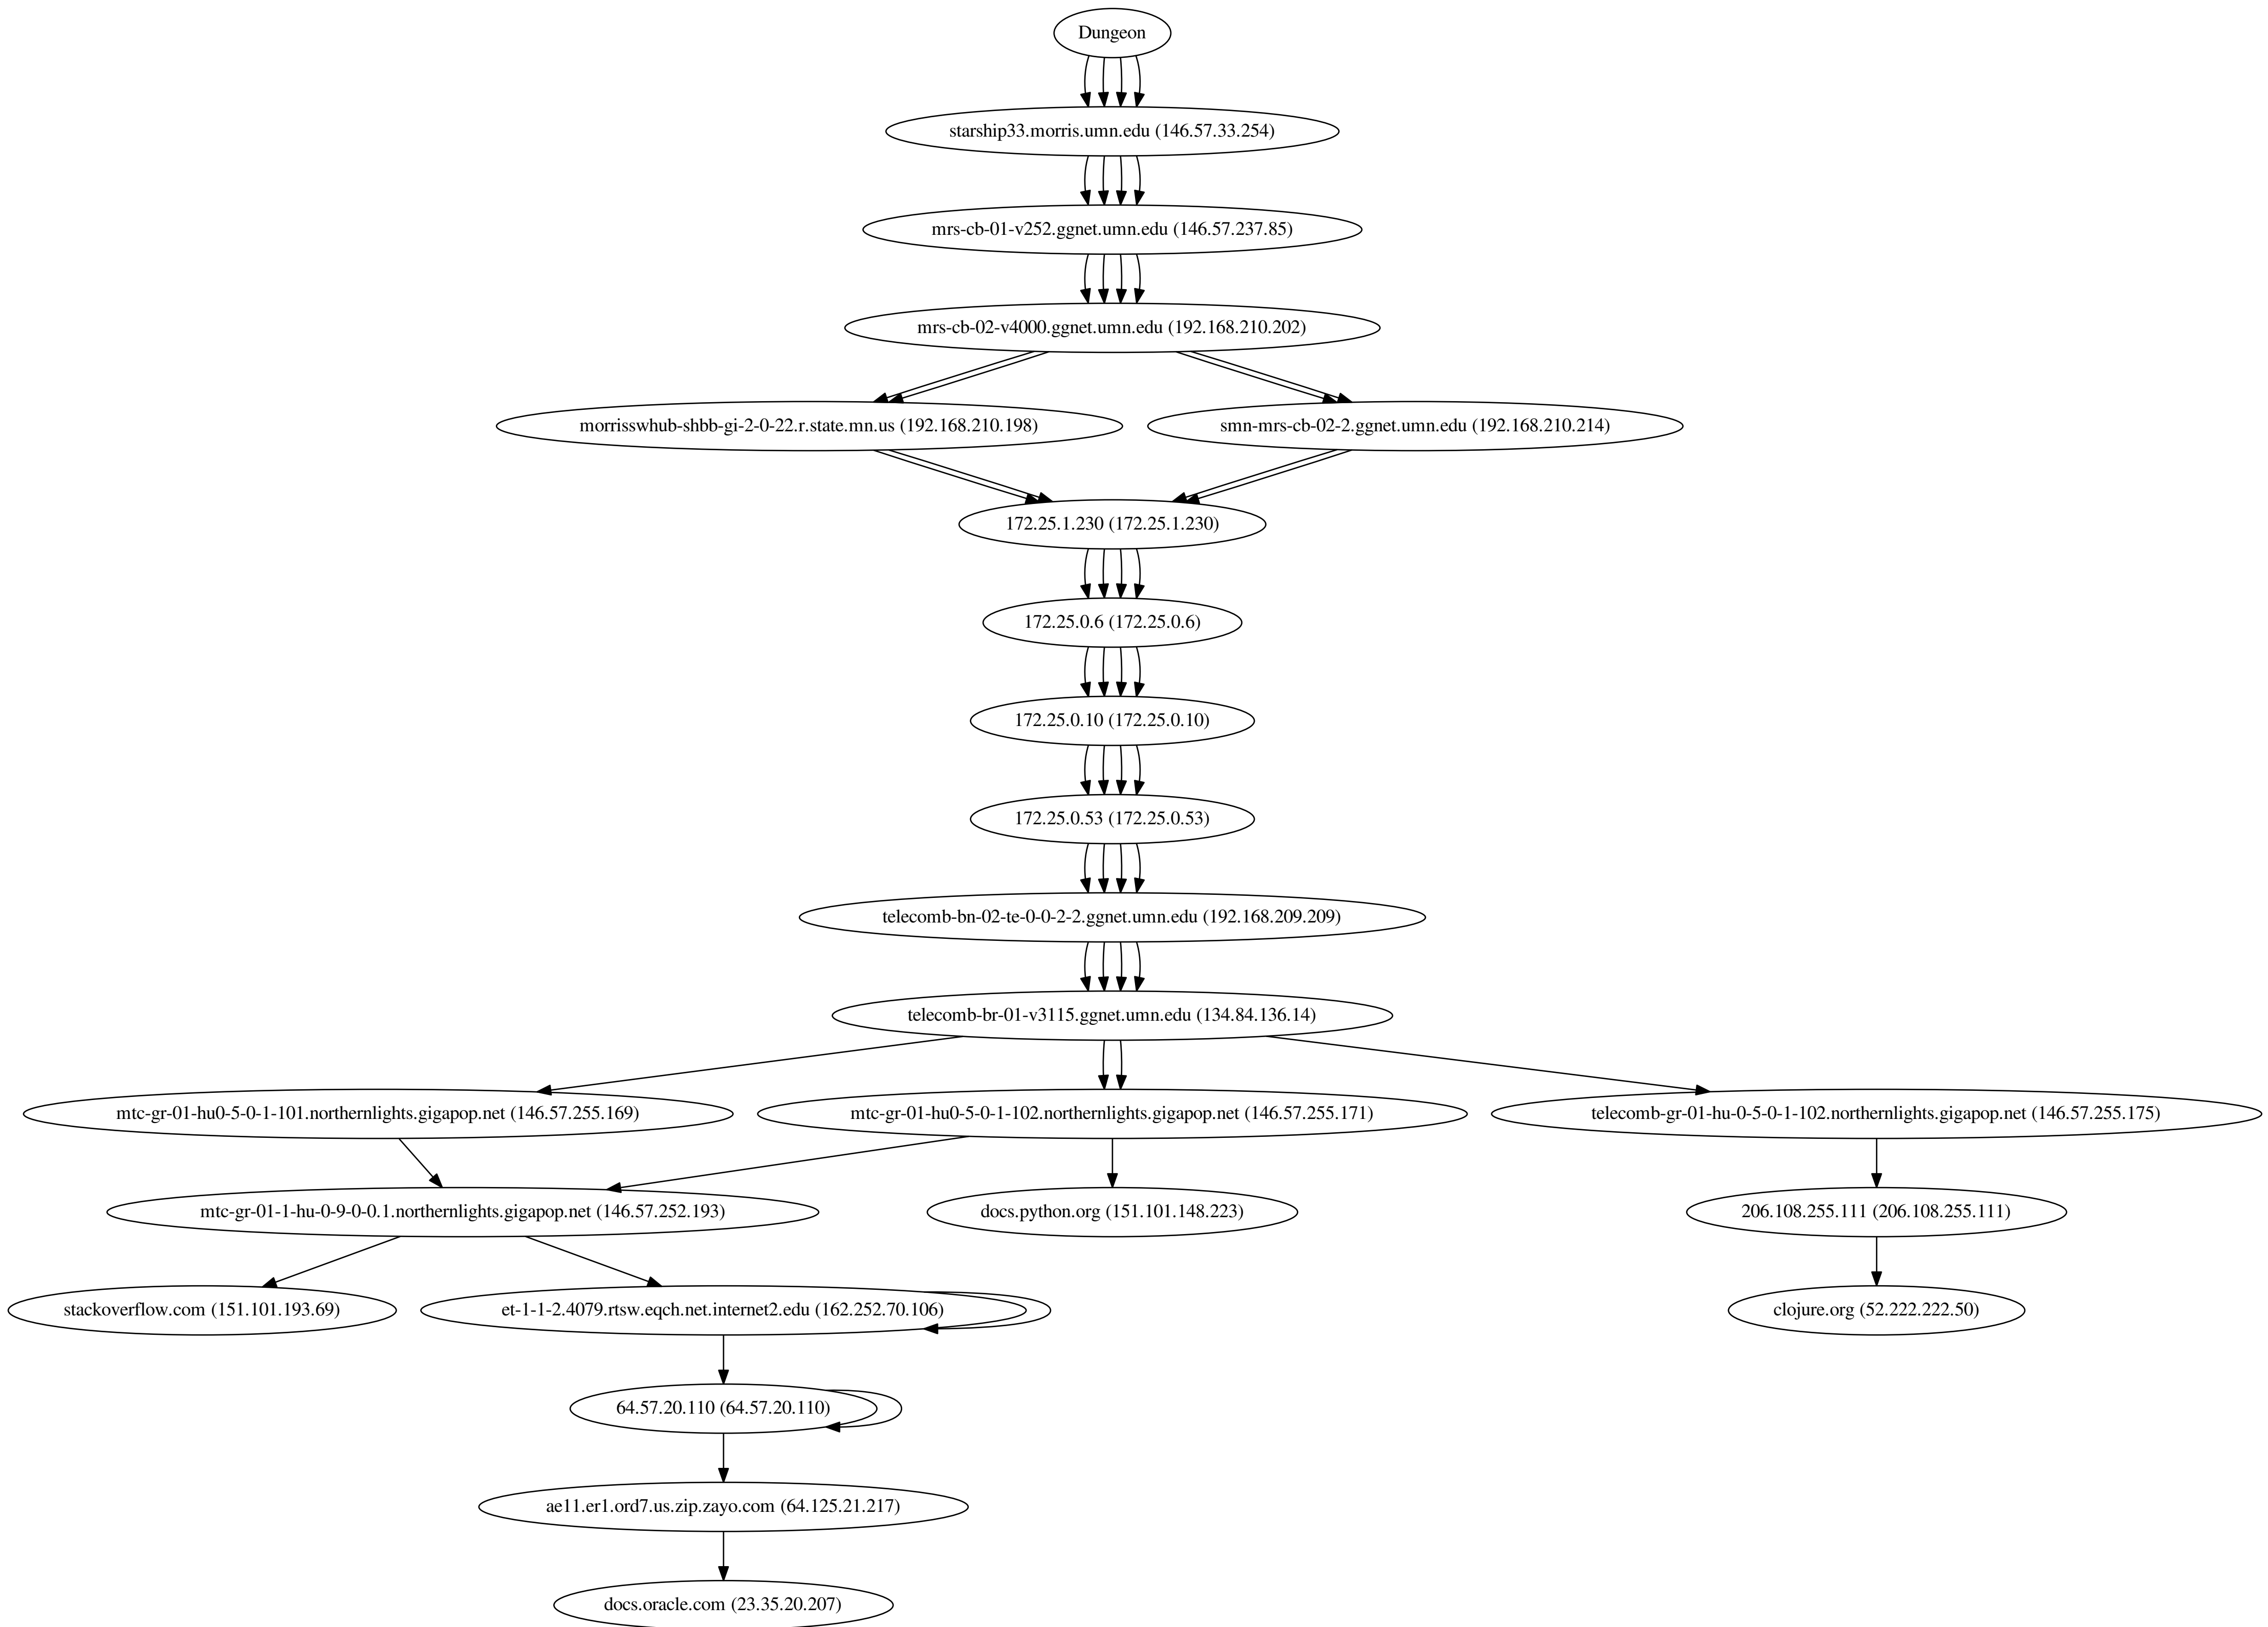 Dungeon
starship33.morris.umn.edu (146.57.33.254)
mrs-cb-01-v252.ggnet.umn.edu (146.57.237.85)
mrs-cb-02-v4000.ggnet.umn.edu (192.168.210.202)
morrisswhub-shbb-gi-2-0-22.r.state.mn.us (192.168.210.198)
smn-mrs-cb-02-2.ggnet.umn.edu (192.168.210.214)
172.25.1.230 (172.25.1.230)
172.25.0.6 (172.25.0.6)
172.25.0.10 (172.25.0.10)
172.25.0.53 (172.25.0.53)
telecomb-bn-02-te-0-0-2-2.ggnet.umn.edu (192.168.209.209)
telecomb-br-01-v3115.ggnet.umn.edu (134.84.136.14)
mtc-gr-01-hu0-5-0-1-101.northernlights.gigapop.net (146.57.255.169)
mtc-gr-01-hu0-5-0-1-102.northernlights.gigapop.net (146.57.255.171)
telecomb-gr-01-hu-0-5-0-1-102.northernlights.gigapop.net (146.57.255.175)
mtc-gr-01-1-hu-0-9-0-0.1.northernlights.gigapop.net (146.57.252.193)
docs.python.org (151.101.148.223)
206.108.255.111 (206.108.255.111)
stackoverflow.com (151.101.193.69)
et-1-1-2.4079.rtsw.eqch.net.internet2.edu (162.252.70.106)
clojure.org (52.222.222.50)
64.57.20.110 (64.57.20.110)
ae11.er1.ord7.us.zip.zayo.com (64.125.21.217)
docs.oracle.com (23.35.20.207)